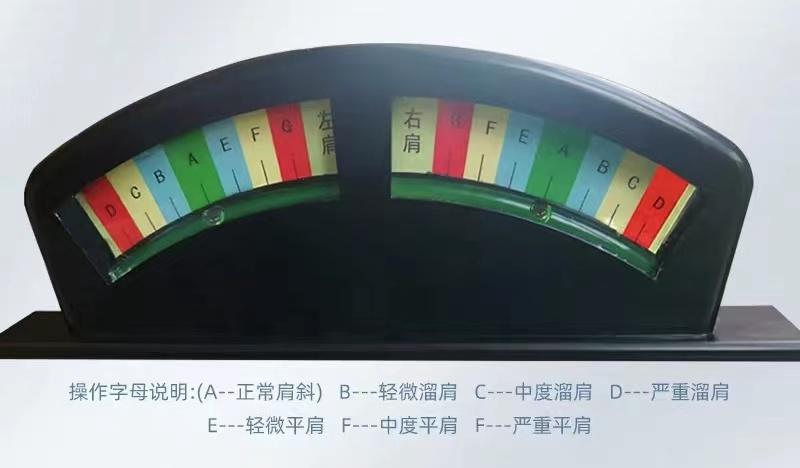 D C B A E F G 左肩
右肩 G F E A B C D
操作字母说明:(A--正常肩斜) B---轻微溜肩 C---中度溜肩 D---严重溜肩
E---轻微平肩 F---中度平肩 F---严重平肩